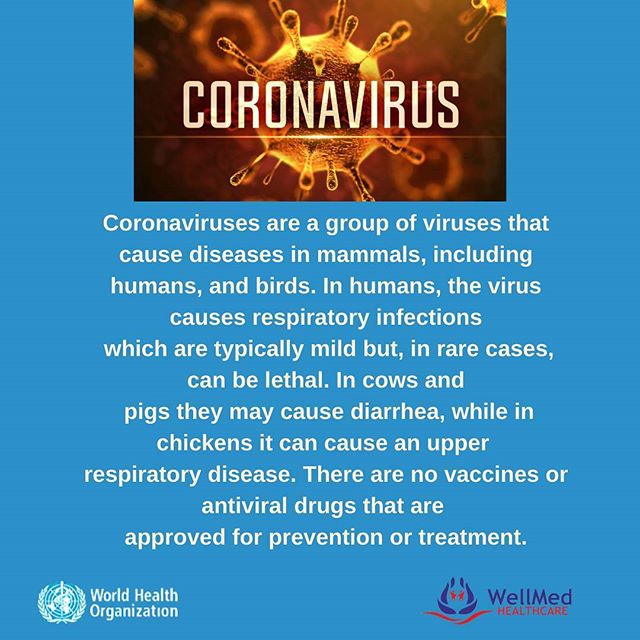 CORONAVIRUS
Coronaviruses are a group of viruses that
cause diseases in mammals, including
humans, and birds. In humans, the virus
causes respiratory infections
which are typically mild but, in rare cases,
can be lethal. In cows and
pigs they may cause diarrhea, while in
chickens it can cause an upper
respiratory disease. There are no vaccines or
antiviral drugs that are
approved for prevention or treatment.
World Health
Organization
WellMed
HEALTHCARE